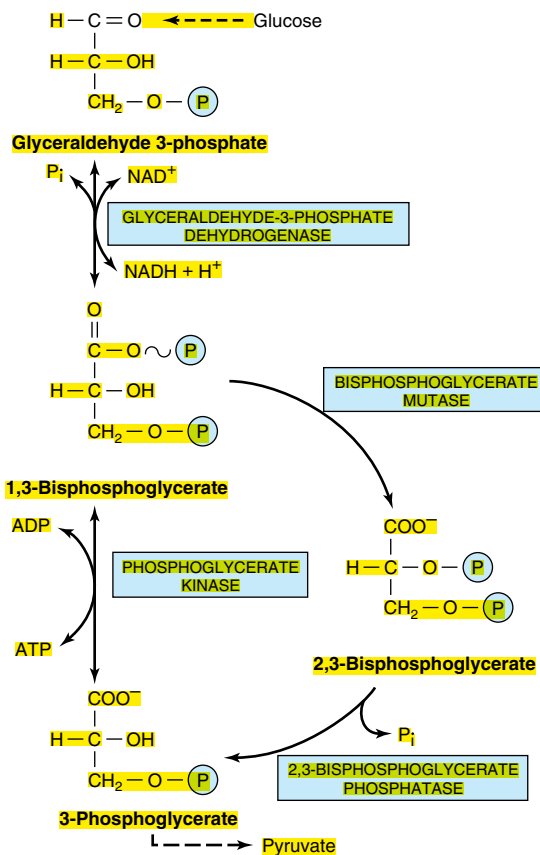 H — C = O Glucose
H — C — OH
CH₂ — O — P
Glyceraldehyde 3-phosphate
Pi NAD⁺
GLYCERALDEHYDE-3-PHOSPHATE
DEHYDROGENASE
NADH + H⁺
O
C — O ~ P
H — C — OH
CH₂ — O — P
1,3-Bisphosphoglycerate
BISPHOSPHOGLYCERATE
MUTASE
COO⁻
H — C — O — P
CH₂ — O — P
2,3-Bisphosphoglycerate
ADP
PHOSPHOGLYCERATE
KINASE
ATP
Pi
2,3-BISPHOSPHOGLYCERATE
PHOSPHATASE
COO⁻
H — C — OH
CH₂ — O — P
3-Phosphoglycerate
Pyruvate